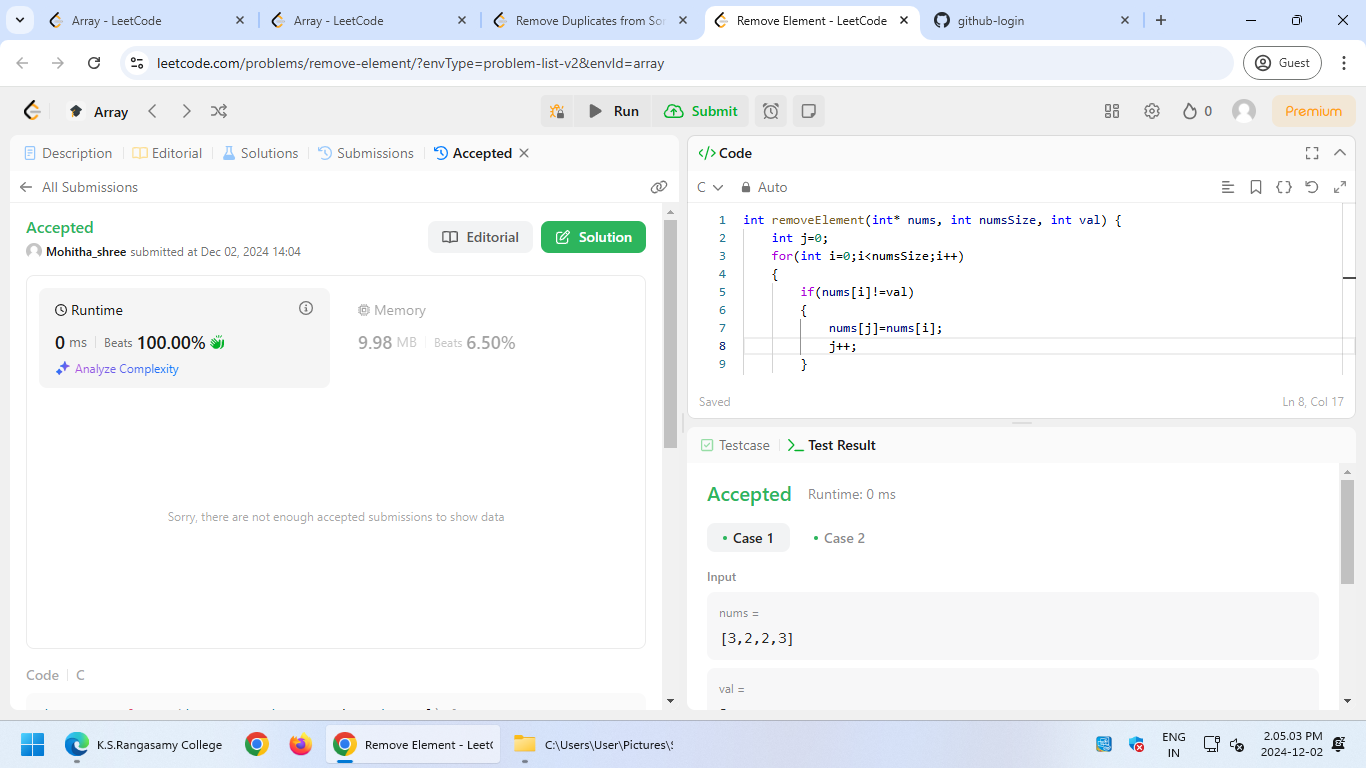 Array - LeetCode
Array - LeetCode
Remove Duplicates from Sor
Remove Element - LeetCode
github-login
leetcode.com/problems/remove-element/?envType=problem-list-v2&envId=array
Guest
Array
Run
Submit
0
Premium
Description
Editorial
Solutions
Submissions
Accepted
All Submissions
Accepted
Mohitha_shree submitted at Dec 02, 2024 14:04
Editorial
Solution
Runtime
0 ms Beats 100.00%
Analyze Complexity
Memory
9.98 MB Beats 6.50%
Sorry, there are not enough accepted submissions to show data
Code C
Code
C Auto
1 int removeElement(int* nums, int numsSize, int val) {
2 int j=0;
3 for(int i=0;i<numsSize;i++)
4 {
5 if(nums[i]!=val)
6 {
7 nums[j]=nums[i];
8 j++;
9 }
Saved
Ln 8, Col 17
Testcase
Test Result
Accepted Runtime: 0 ms
Case 1
Case 2
Input
nums =
[3,2,2,3]
val =
K.S.Rangasamy College
Remove Element - LeetC
C:\Users\User\Pictures\S
ENG
IN
2.05.03 PM
2024-12-02